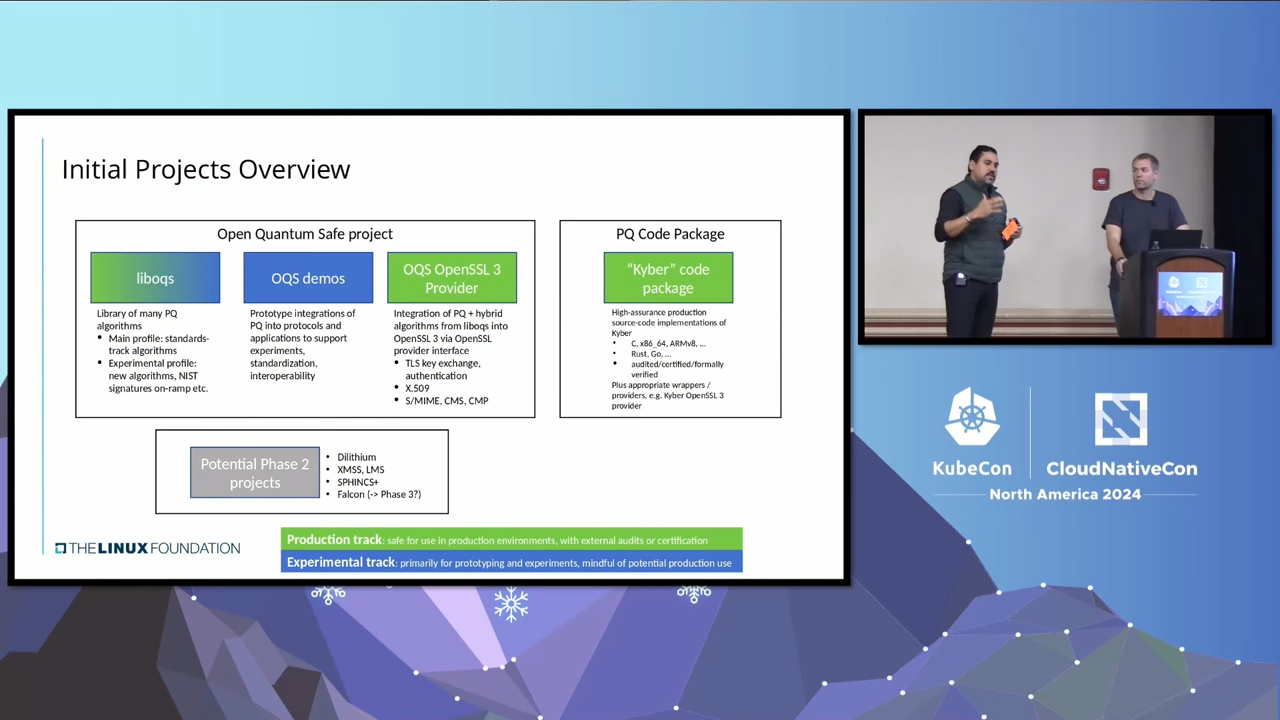 Initial Projects Overview
Open Quantum Safe project
liboqs
Library of many PQ
algorithms
• Main profile: standards-
track algorithms
• Experimental profile:
new algorithms, NIST
signatures on-ramp etc.
OQS demos
Prototype integrations of
PQ into protocols and
applications to support
experiments,
standardization,
interoperability
OQS OpenSSL 3
Provider
Integration of PQ + hybrid
algorithms from liboqs into
OpenSSL 3 via OpenSSL
provider interface
• TLS key exchange,
authentication
• X.509
• S/MIME, CMS, CMP
PQ Code Package
“Kyber” code
package
High-assurance production
source-code implementations of
Kyber
• C, x86_64, ARMv8, ...
• Rust, Go, ...
• audited/certified/formally
verified
Plus appropriate wrappers /
providers, e.g. Kyber OpenSSL 3
provider
Potential Phase 2
projects
• Dilithium
• XMSS, LMS
• SPHINCS+
• Falcon (-> Phase 3?)
THE LINUX FOUNDATION
Production track: safe for use in production environments, with external audits or certification
Experimental track: primarily for prototyping and experiments, mindful of potential production use
KubeCon
CloudNativeCon
North America 2024